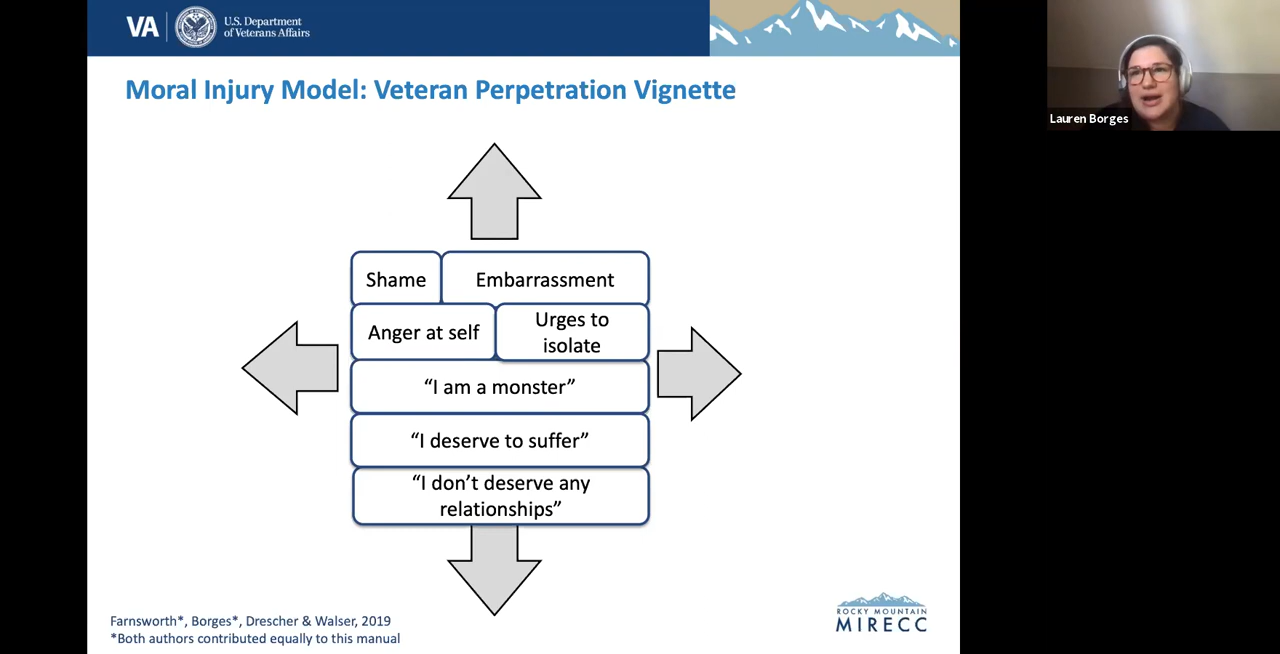 VA
U.S. Department
of Veterans Affairs
Moral Injury Model: Veteran Perpetration Vignette
Lauren Borges
Shame
Embarrassment
Anger at self
Urges to
isolate
“I am a monster”
“I deserve to suffer”
“I don’t deserve any
relationships”
Farnsworth*, Borges*, Drescher & Walser, 2019
*Both authors contributed equally to this manual
ROCKY MOUNTAIN
MIRECC